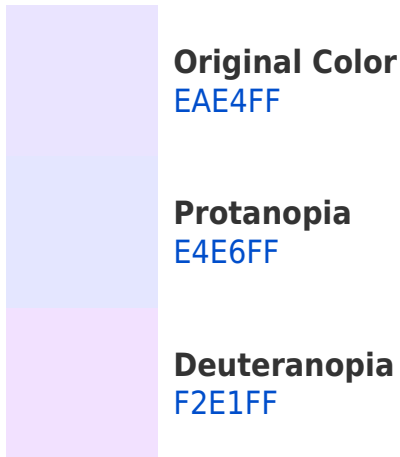 Original Color
EAE4FF
Protanopia
E4E6FF
Deuteranopia
F2E1FF